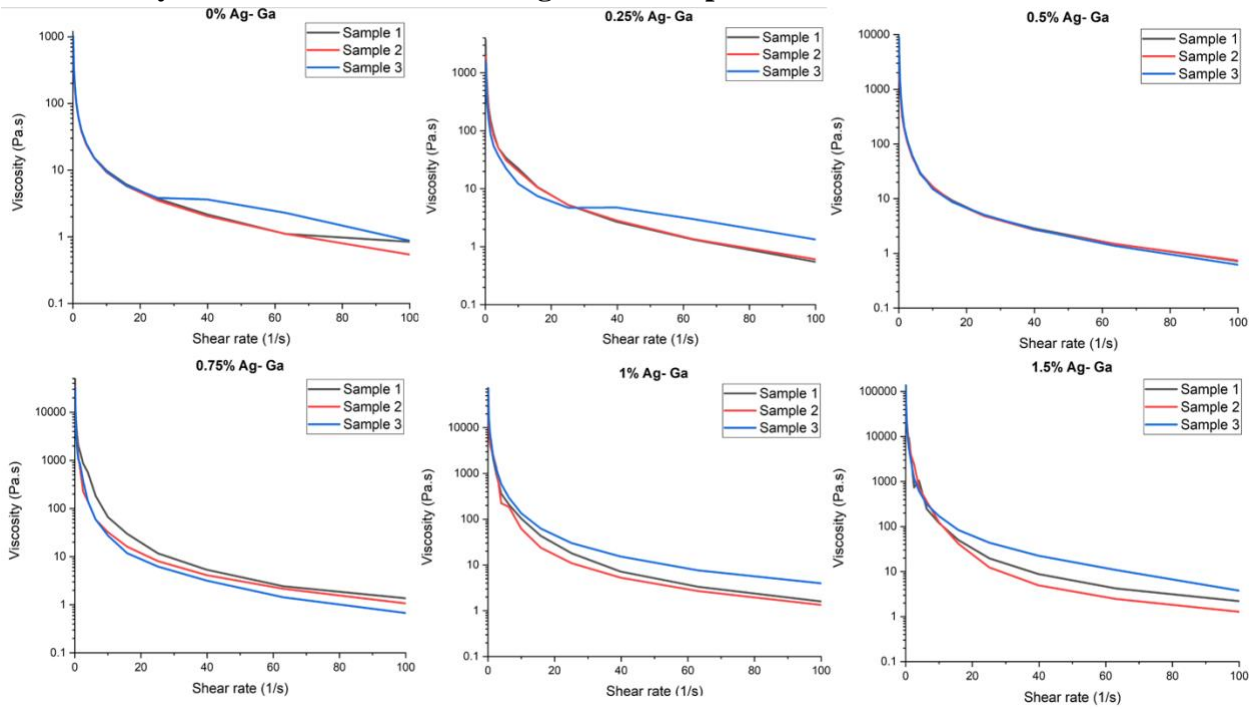 0% Ag- Ga
Sample 1
Sample 2
Sample 3
1000
100
10
1
0.1
Viscosity (Pa.s)
0
20
40
60
80
100
Shear rate (1/s)
0.25% Ag- Ga
Sample 1
Sample 2
Sample 3
1000
100
10
1
0.1
Viscosity (Pa.s)
0
20
40
60
80
100
Shear rate (1/s)
0.5% Ag- Ga
Sample 1
Sample 2
Sample 3
10000
1000
100
10
1
0.1
Viscosity (Pa.s)
0
20
40
60
80
100
Shear rate (1/s)
0.75% Ag- Ga
Sample 1
Sample 2
Sample 3
10000
1000
100
10
1
0.1
Viscosity (Pa.s)
0
20
40
60
80
100
Shear rate (1/s)
1% Ag- Ga
Sample 1
Sample 2
Sample 3
10000
1000
100
10
1
0.1
Viscosity (Pa.s)
0
20
40
60
80
100
Shear rate (1/s)
1.5% Ag- Ga
Sample 1
Sample 2
Sample 3
100000
10000
1000
100
10
1
0.1
Viscosity (Pa.s)
0
20
40
60
80
100
Shear rate (1/s)